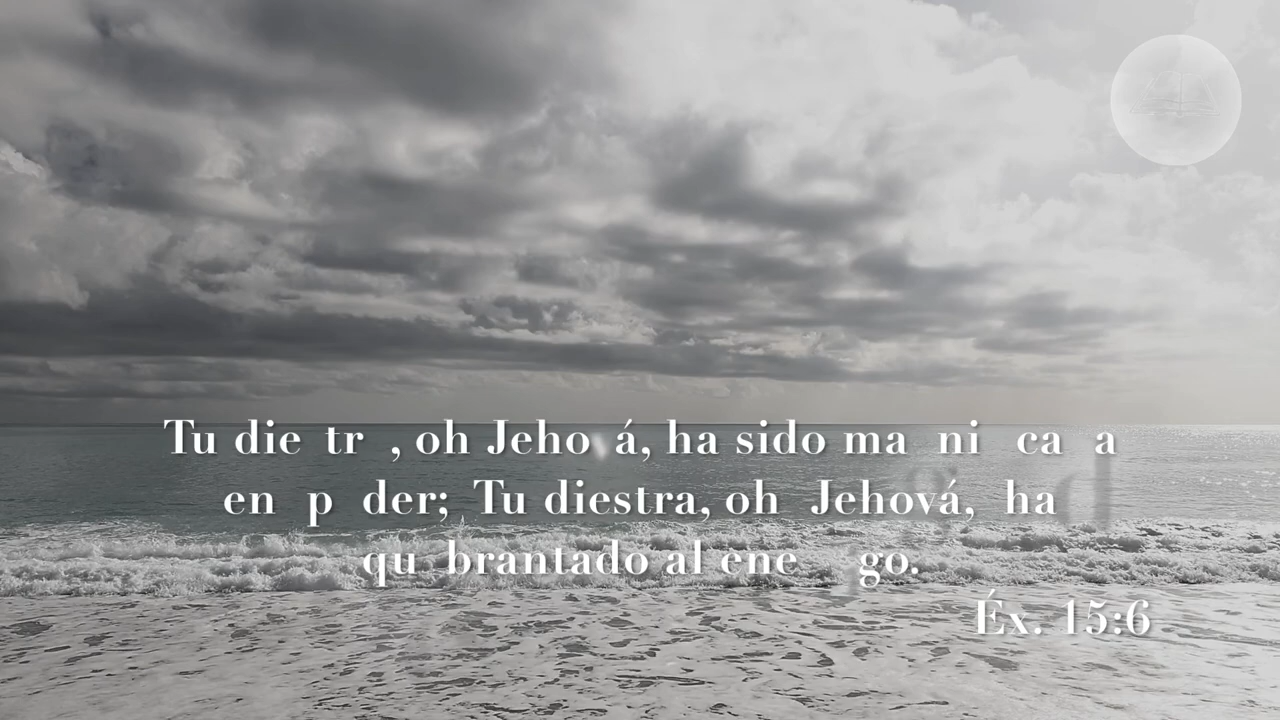 Tu die tr , oh Jeho á, ha sido ma ni ca a
en p der; Tu diestra, oh Jehová, ha
qu brantado al ene go.
Éx. 15:6